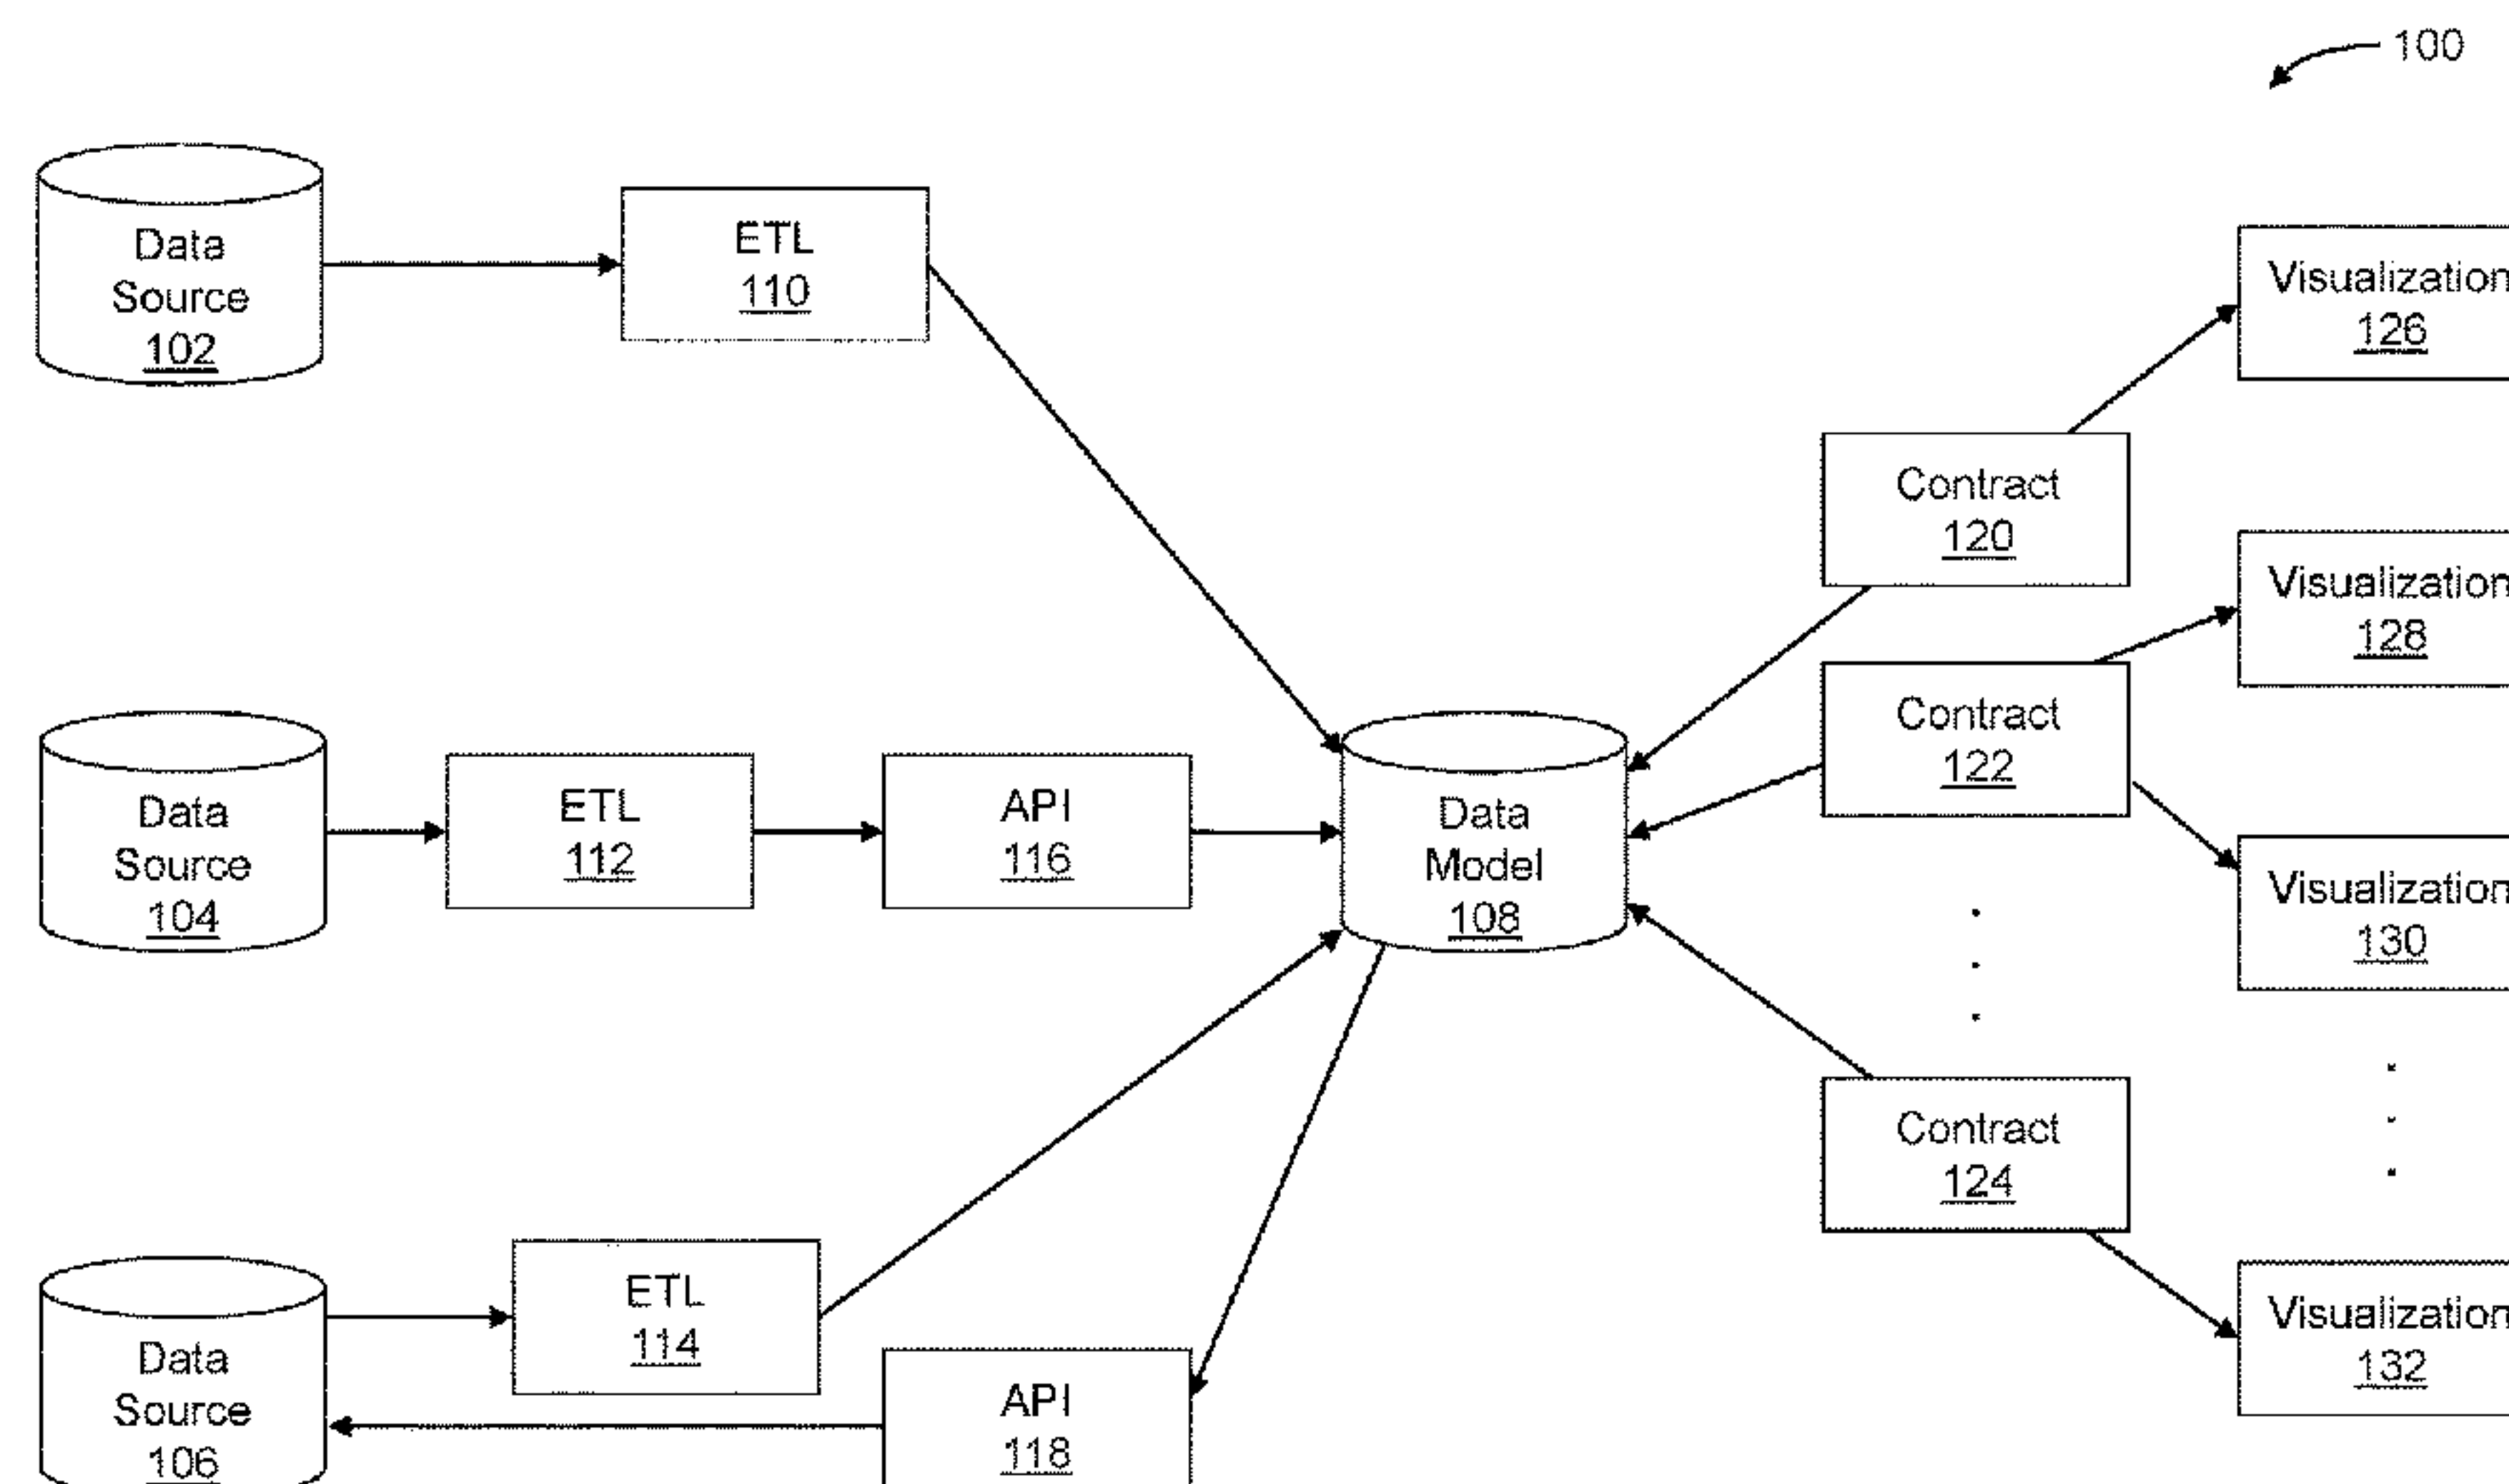 100
Data
Source
102
ETL
110
Visualization
126
Contract
120
Visualization
128
Contract
122
Data
Source
104
ETL
112
API
116
Data
Model
108
Visualization
130
Contract
124
ETL
114
Visualization
132
Data
Source
106
API
118